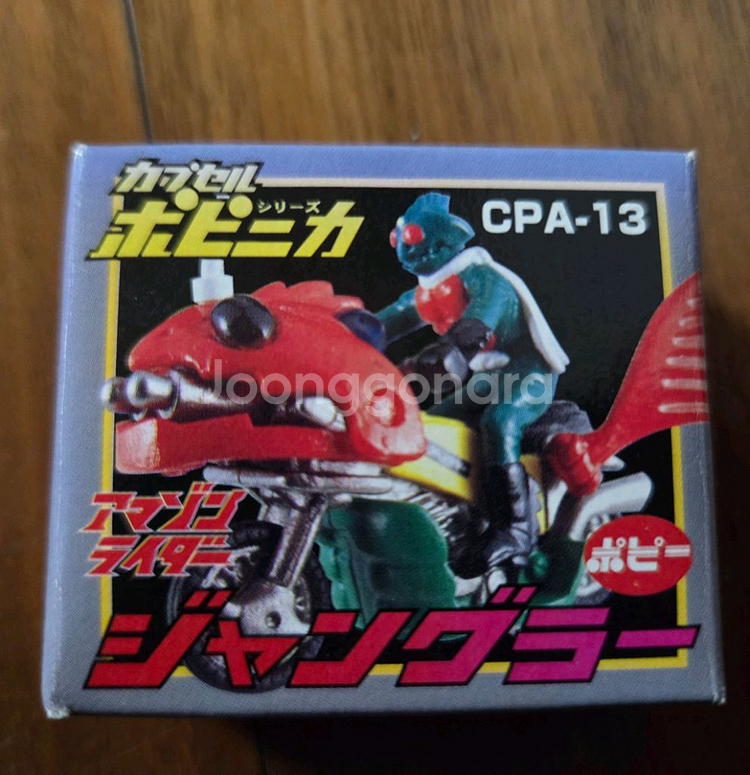 カプセル
ポピニカ
シリーズ
CPA-13
Joonggonara
アマゾン
ライダー
ポピー
ジャングラー